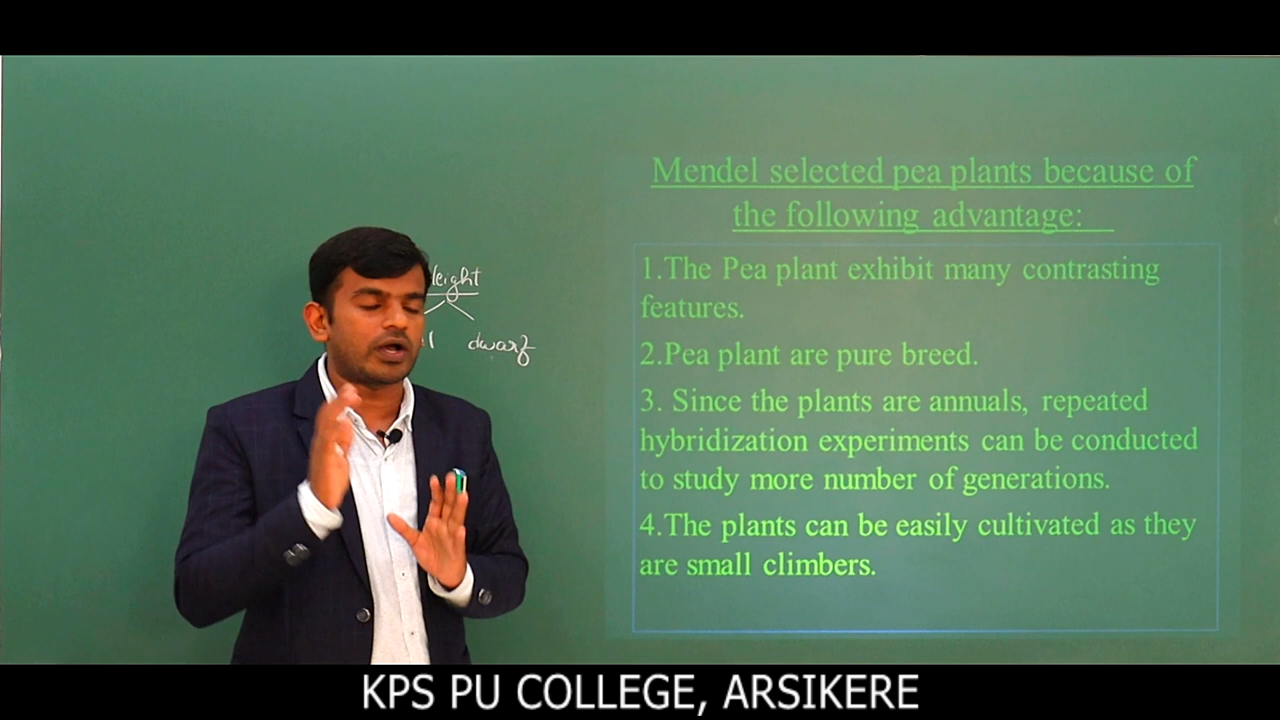 dwarf
Mendel selected pea plants because of
the following advantage:
1.The Pea plant exhibit many contrasting
features.
2.Pea plant are pure breed.
3. Since the plants are annuals, repeated
hybridization experiments can be conducted
to study more number of generations.
4.The plants can be easily cultivated as they
are small climbers.
KPS PU COLLEGE, ARSIKERE